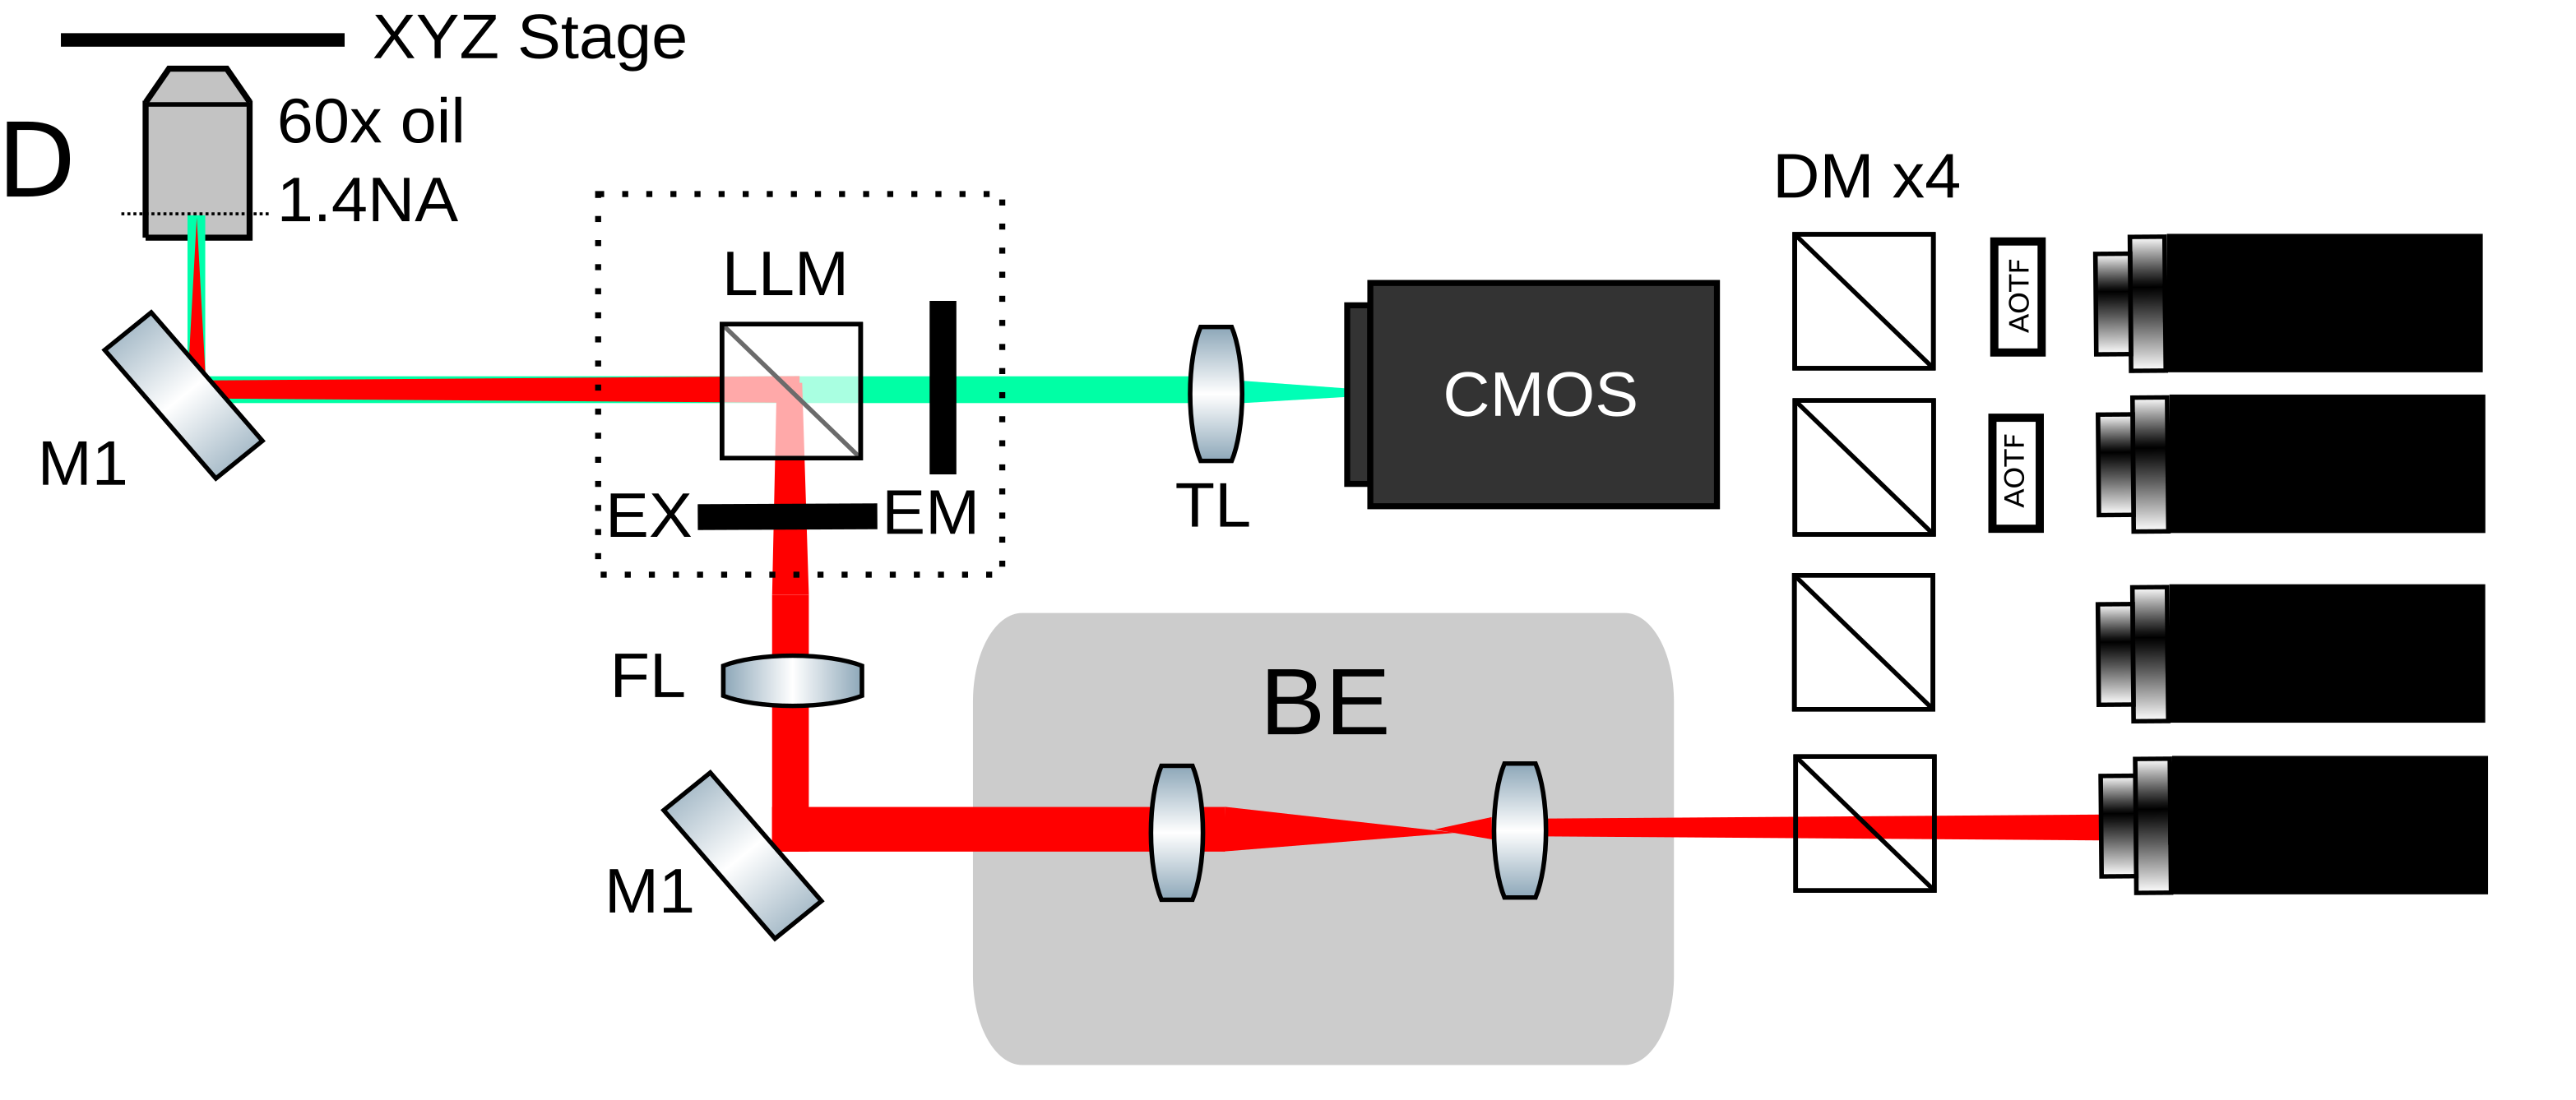 XYZ Stage
D
60x oil
1.4NA
M1
LLM
EX
EM
TL
CMOS
DM x4
AOTF
AOTF
FL
BE
M1